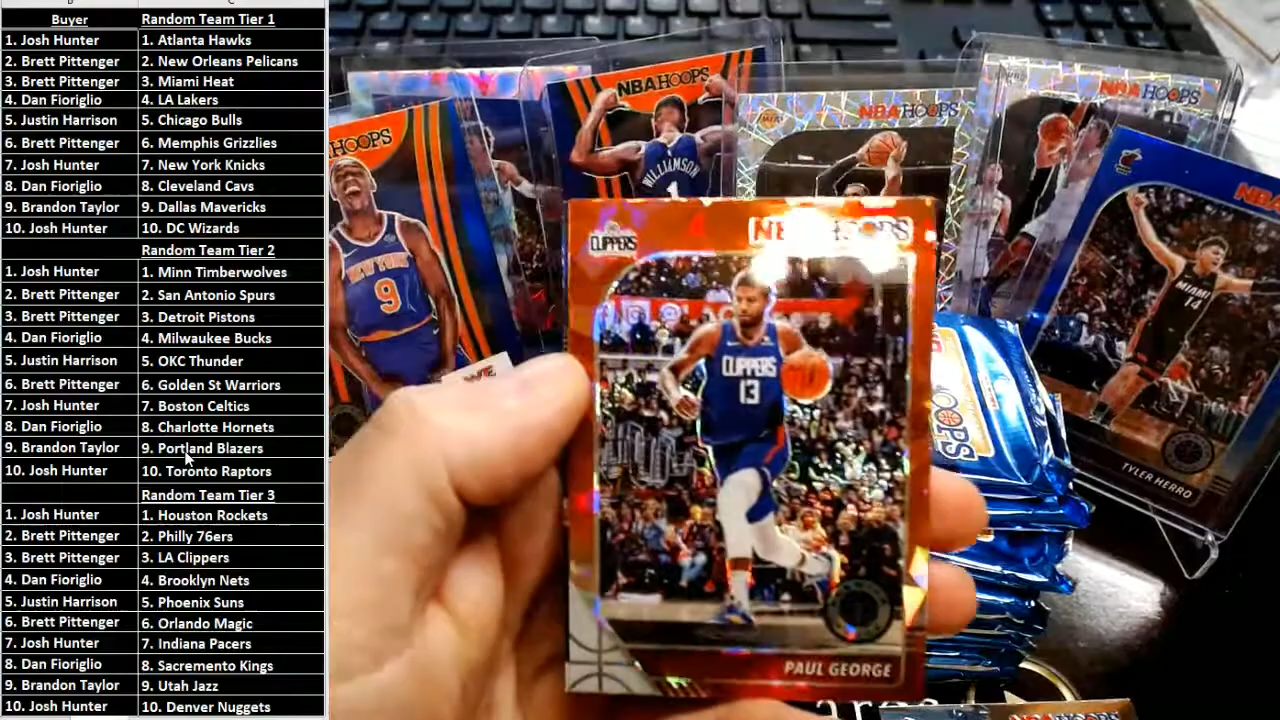 Buyer Random Team Tier 1
1. Josh Hunter 1. Atlanta Hawks
2. Brett Pittenger 2. New Orleans Pelicans
3. Brett Pittenger 3. Miami Heat
4. Dan Fioriglio 4. LA Lakers
5. Justin Harrison 5. Chicago Bulls
6. Brett Pittenger 6. Memphis Grizzlies
7. Josh Hunter 7. New York Knicks
8. Dan Fioriglio 8. Cleveland Cavs
9. Brandon Taylor 9. Dallas Mavericks
10. Josh Hunter 10. DC Wizards
Random Team Tier 2
1. Josh Hunter 1. Minn Timberwolves
2. Brett Pittenger 2. San Antonio Spurs
3. Brett Pittenger 3. Detroit Pistons
4. Dan Fioriglio 4. Milwaukee Bucks
5. Justin Harrison 5. OKC Thunder
6. Brett Pittenger 6. Golden St Warriors
7. Josh Hunter 7. Boston Celtics
8. Dan Fioriglio 8. Charlotte Hornets
9. Brandon Taylor 9. Portland Blazers
10. Josh Hunter 10. Toronto Raptors
Random Team Tier 3
1. Josh Hunter 1. Houston Rockets
2. Brett Pittenger 2. Philly 76ers
3. Brett Pittenger 3. LA Clippers
4. Dan Fioriglio 4. Brooklyn Nets
5. Justin Harrison 5. Phoenix Suns
6. Brett Pittenger 6. Orlando Magic
7. Josh Hunter 7. Indiana Pacers
8. Dan Fioriglio 8. Sacremento Kings
9. Brandon Taylor 9. Utah Jazz
10. Josh Hunter 10. Denver Nuggets
HOOPS
NEW YORK
9
NBA HOOPS
WILLIAMSON
1
NBA HOOPS
NBA HOOPS
NBA
MIAMI
14
TYLER HERRO
CLIPPERS
CLIPPERS
13
PAUL GEORGE
HOOPS
NBA HOOPS